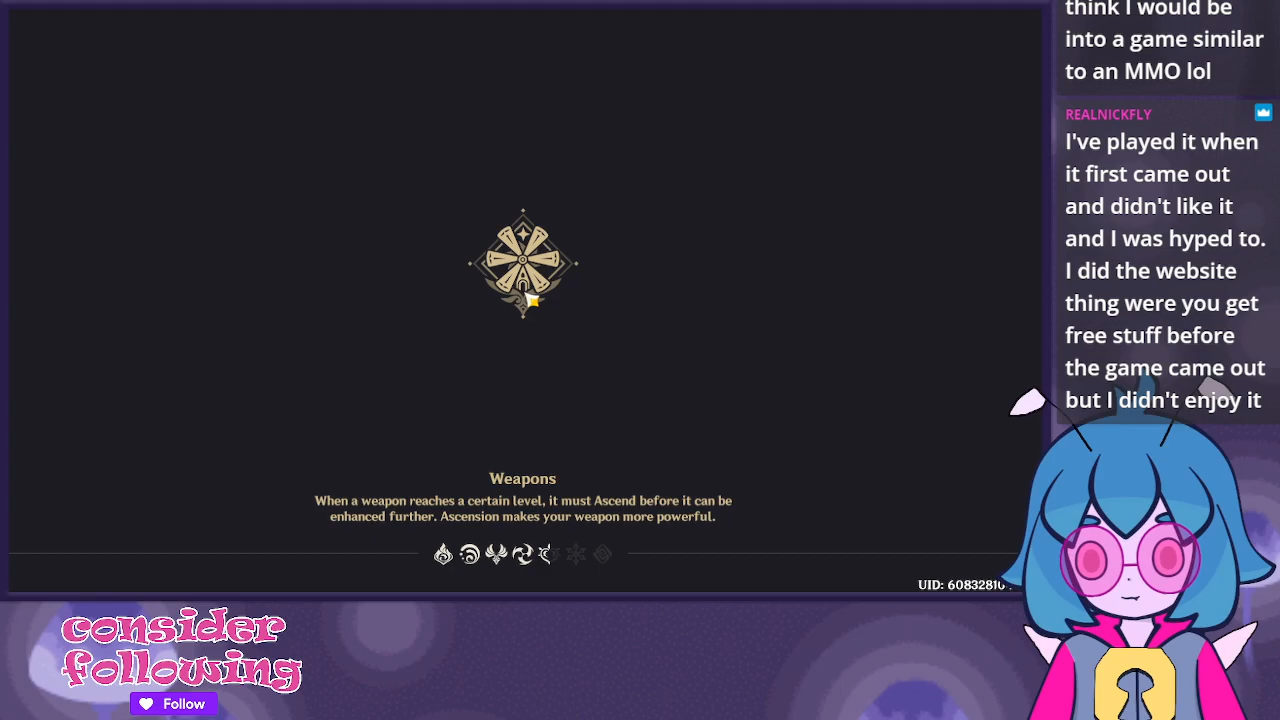 think I would be
into a game similar
to an MMO lol
REALNICKFLY
I've played it when
it first came out
and didn't like it
and I was hyped to.
I did the website
thing were you get
free stuff before
the game came out
but I didn't enjoy it
Weapons
When a weapon reaches a certain level, it must Ascend before it can be
enhanced further. Ascension makes your weapon more powerful.
UID: 60832810
consider
following
Follow